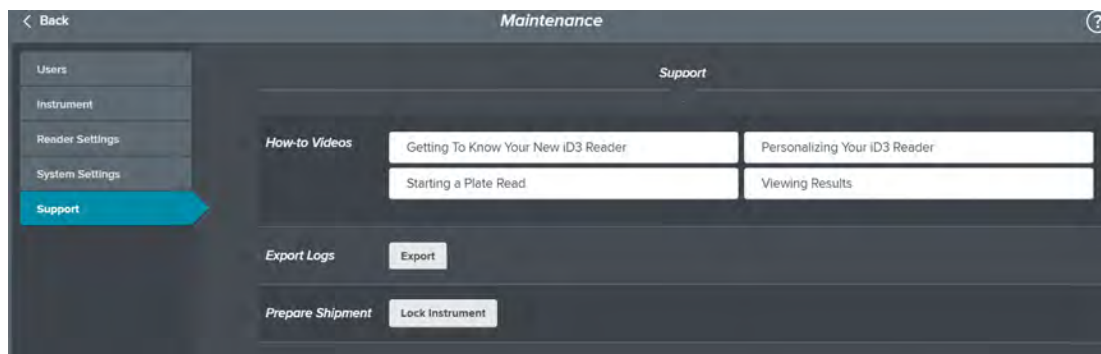 < Back
Maintenance
?
Users
Instrument
Reader Settings
System Settings
Support
Support
How-to Videos
Getting To Know Your New iD3 Reader
Personalizing Your iD3 Reader
Starting a Plate Read
Viewing Results
Export Logs
Export
Prepare Shipment
Lock Instrument